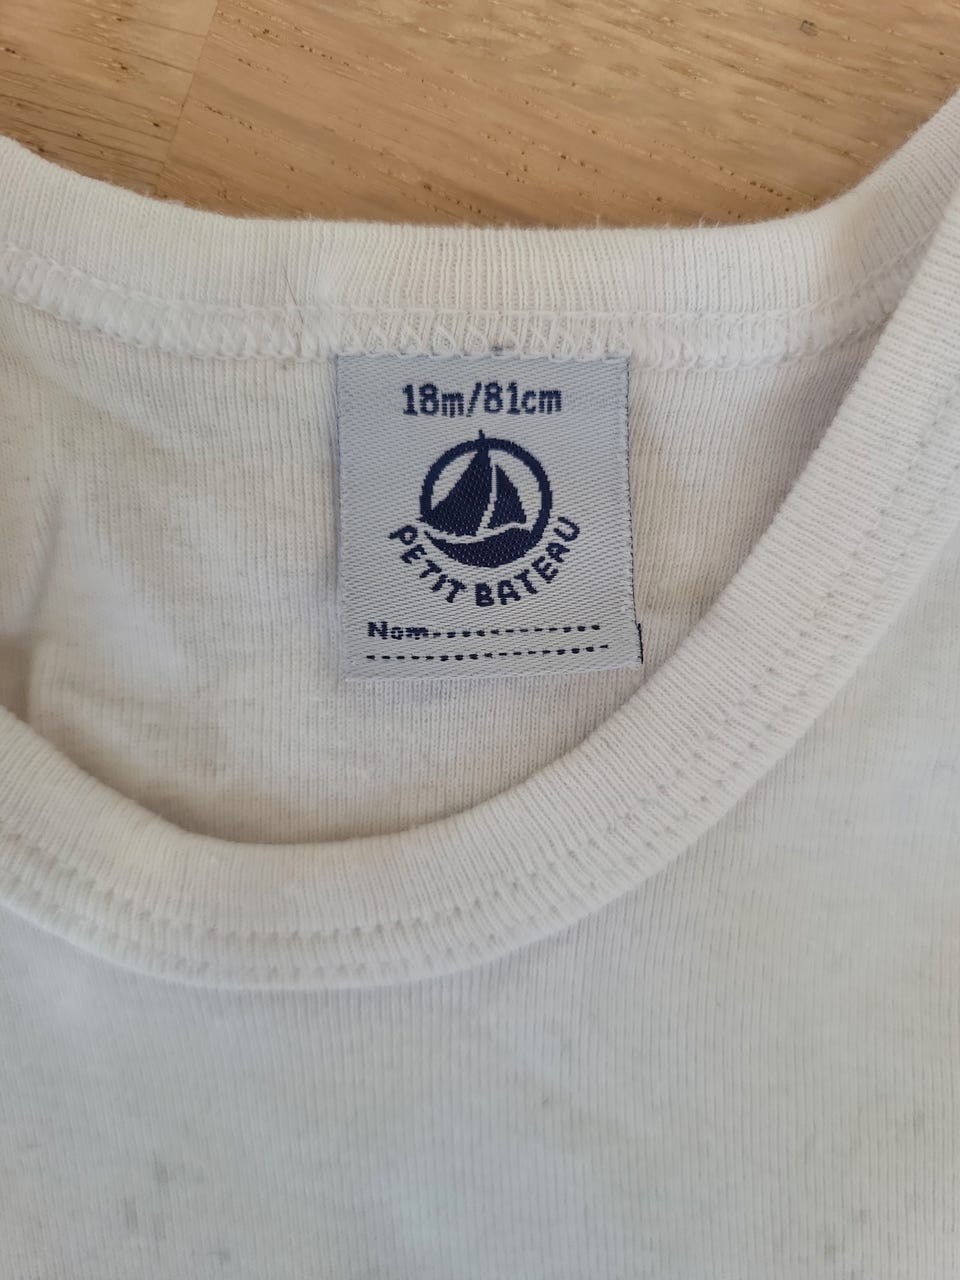 18m/81cm
PETIT BATEAU
Nom..............
....................